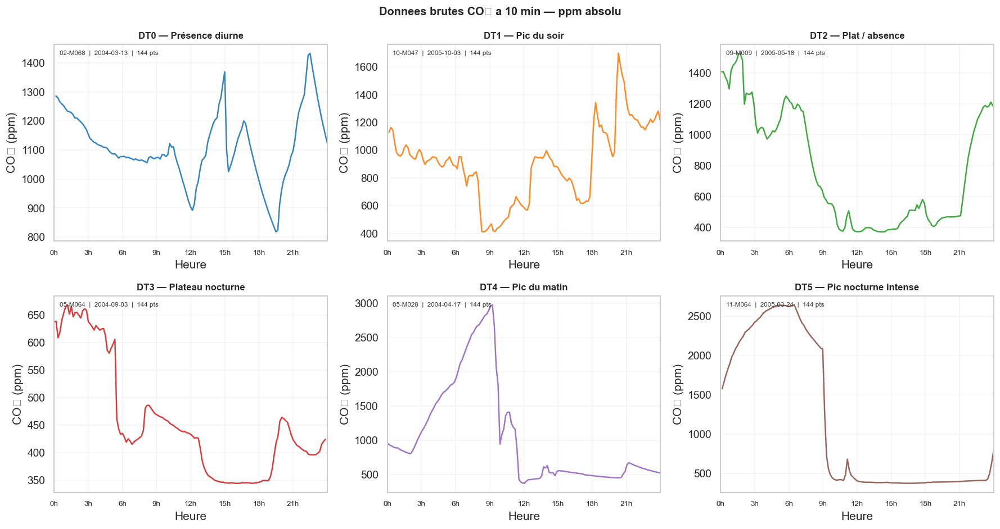 Donnees brutes CO□ a 10 min — ppm absolu
DT0 — Présence diurne
02-M068 | 2004-03-13 | 144 pts
CO□ (ppm)
1400
1300
1200
1100
1000
900
800
0h 3h 6h 9h 12h 15h 18h 21h
Heure
DT1 — Pic du soir
10-M047 | 2005-10-03 | 144 pts
CO□ (ppm)
1600
1400
1200
1000
800
600
400
0h 3h 6h 9h 12h 15h 18h 21h
Heure
DT2 — Plat / absence
09-M009 | 2005-05-18 | 144 pts
CO□ (ppm)
1400
1200
1000
800
600
400
0h 3h 6h 9h 12h 15h 18h 21h
Heure
DT3 — Plateau nocturne
05-M064 | 2004-09-03 | 144 pts
CO□ (ppm)
650
600
550
500
450
400
350
0h 3h 6h 9h 12h 15h 18h 21h
Heure
DT4 — Pic du matin
05-M028 | 2004-04-17 | 144 pts
CO□ (ppm)
3000
2500
2000
1500
1000
500
0h 3h 6h 9h 12h 15h 18h 21h
Heure
DT5 — Pic nocturne intense
11-M064 | 2005-03-24 | 144 pts
CO□ (ppm)
2500
2000
1500
1000
500
0h 3h 6h 9h 12h 15h 18h 21h
Heure